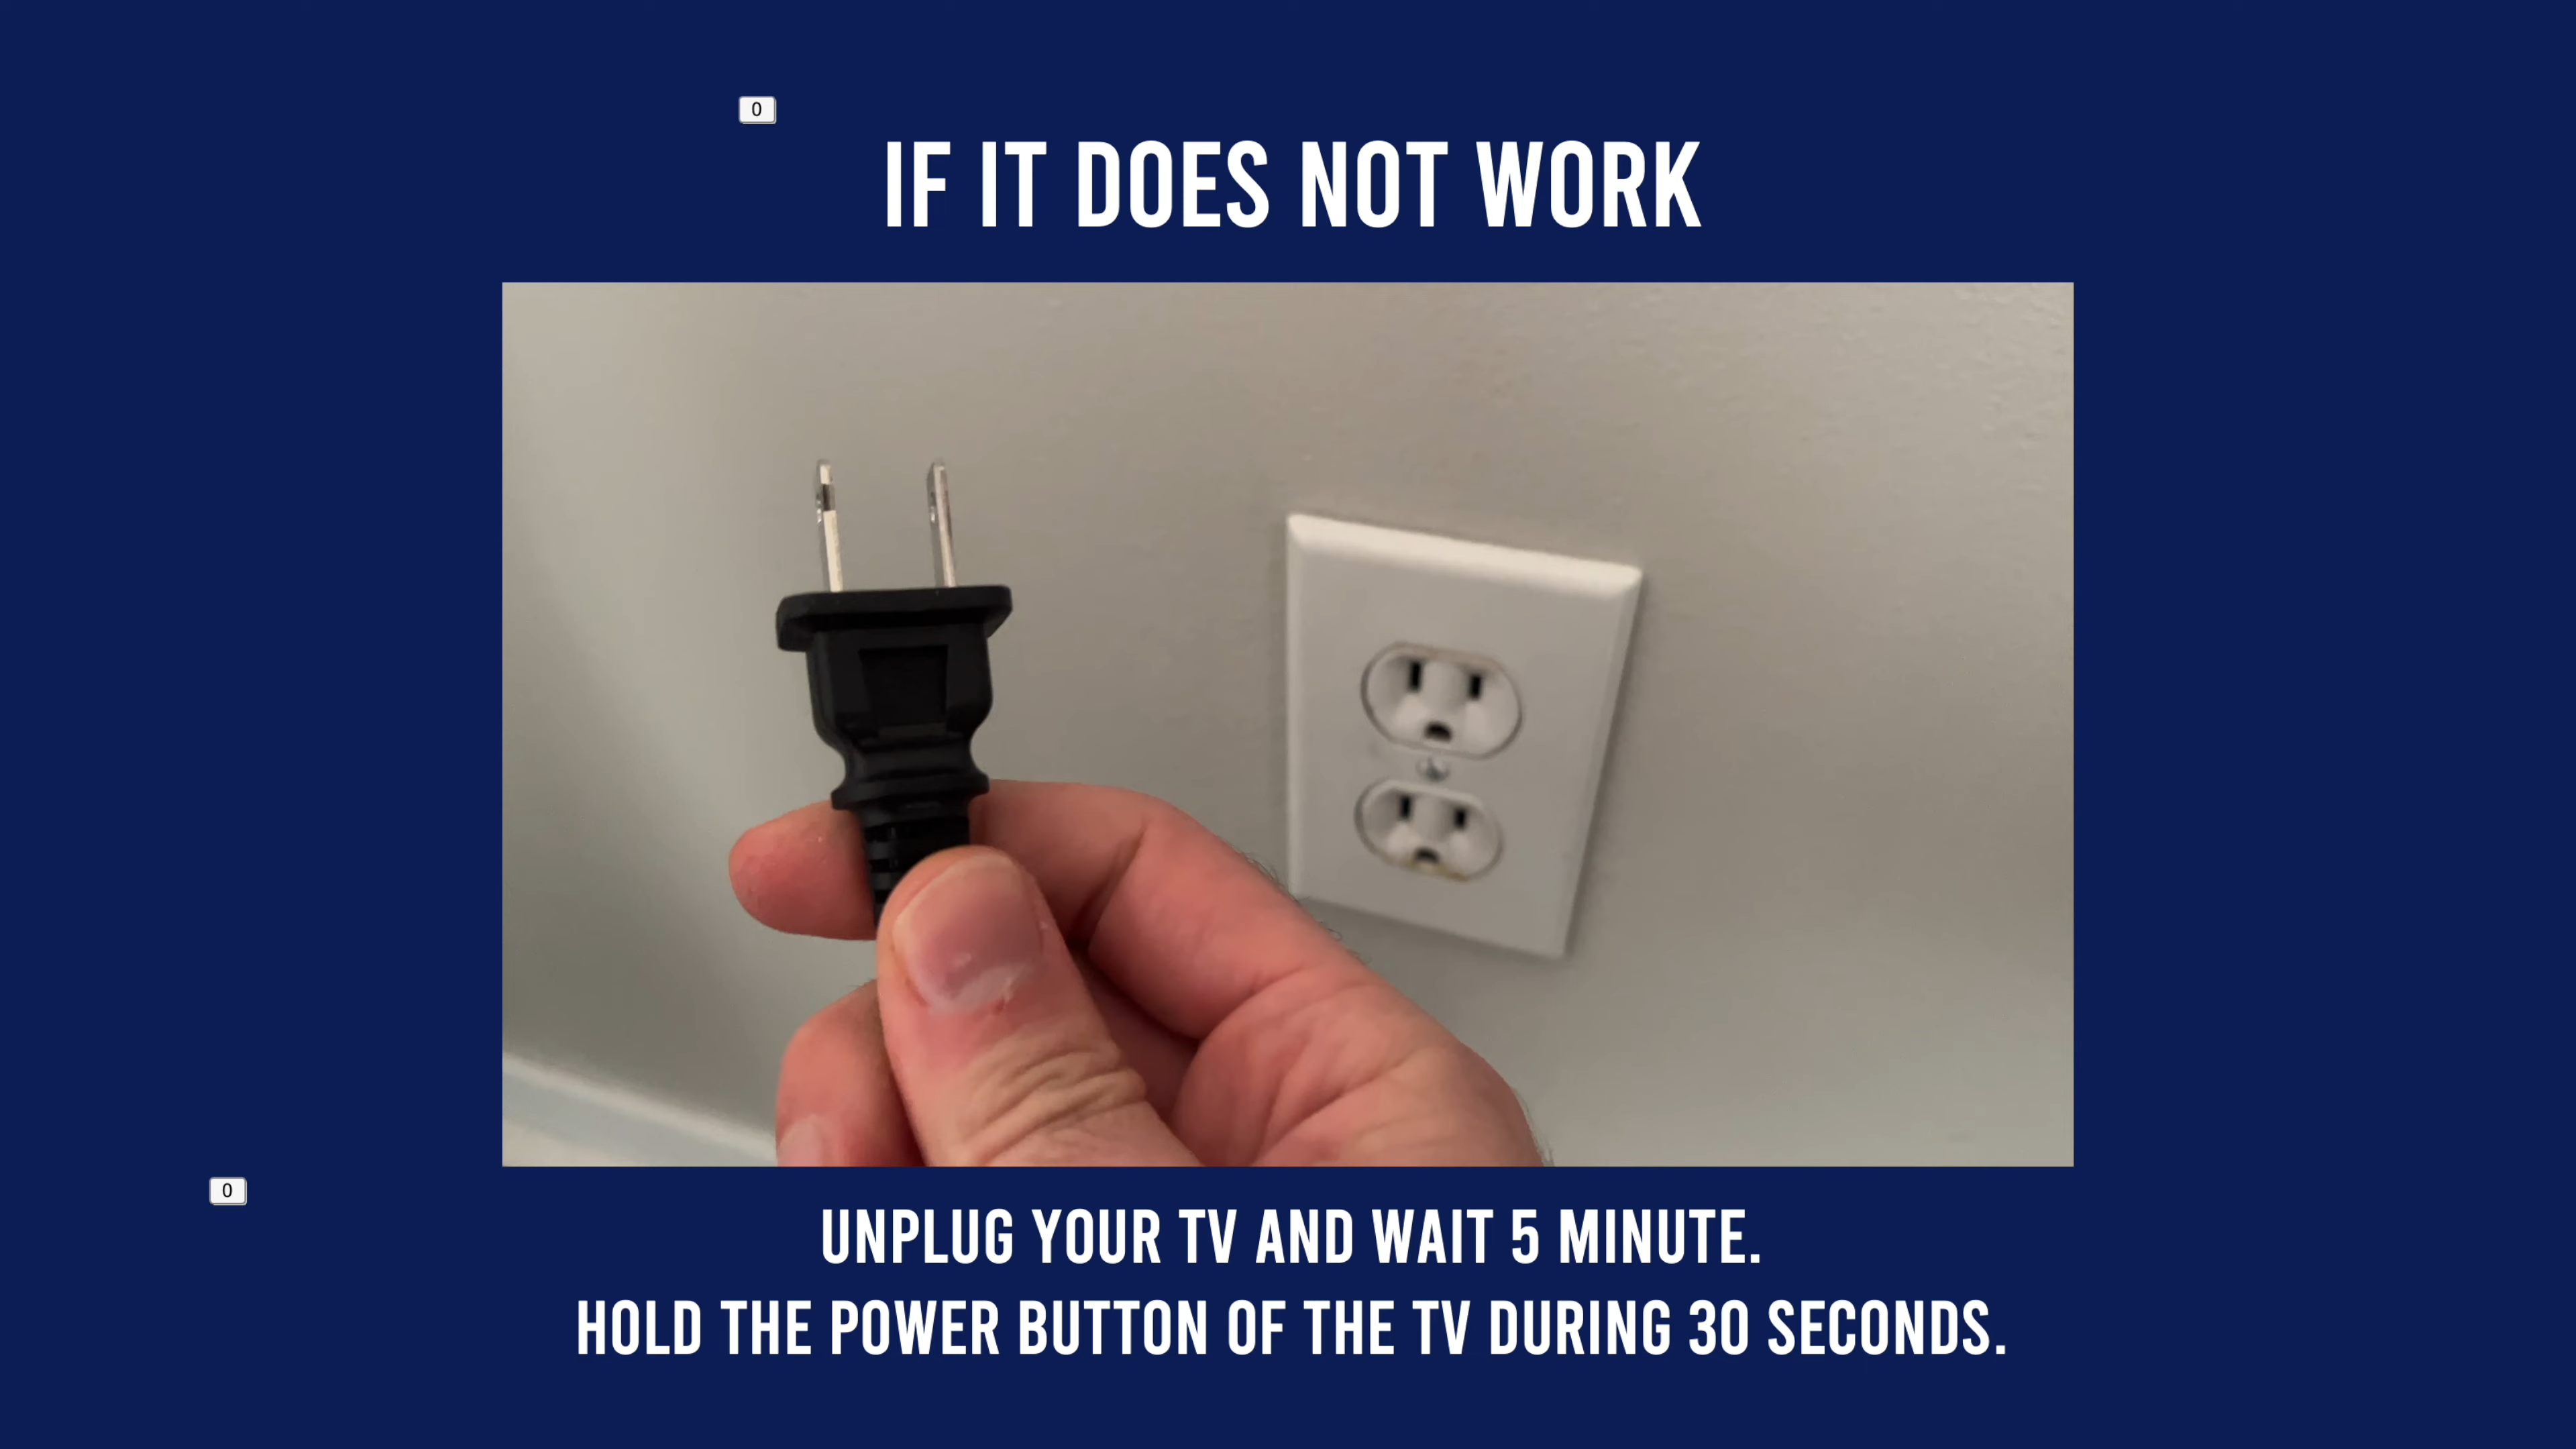 0
IF IT DOES NOT WORK
0
UNPLUG YOUR TV AND WAIT 5 MINUTE.
HOLD THE POWER BUTTON OF THE TV DURING 30 SECONDS.